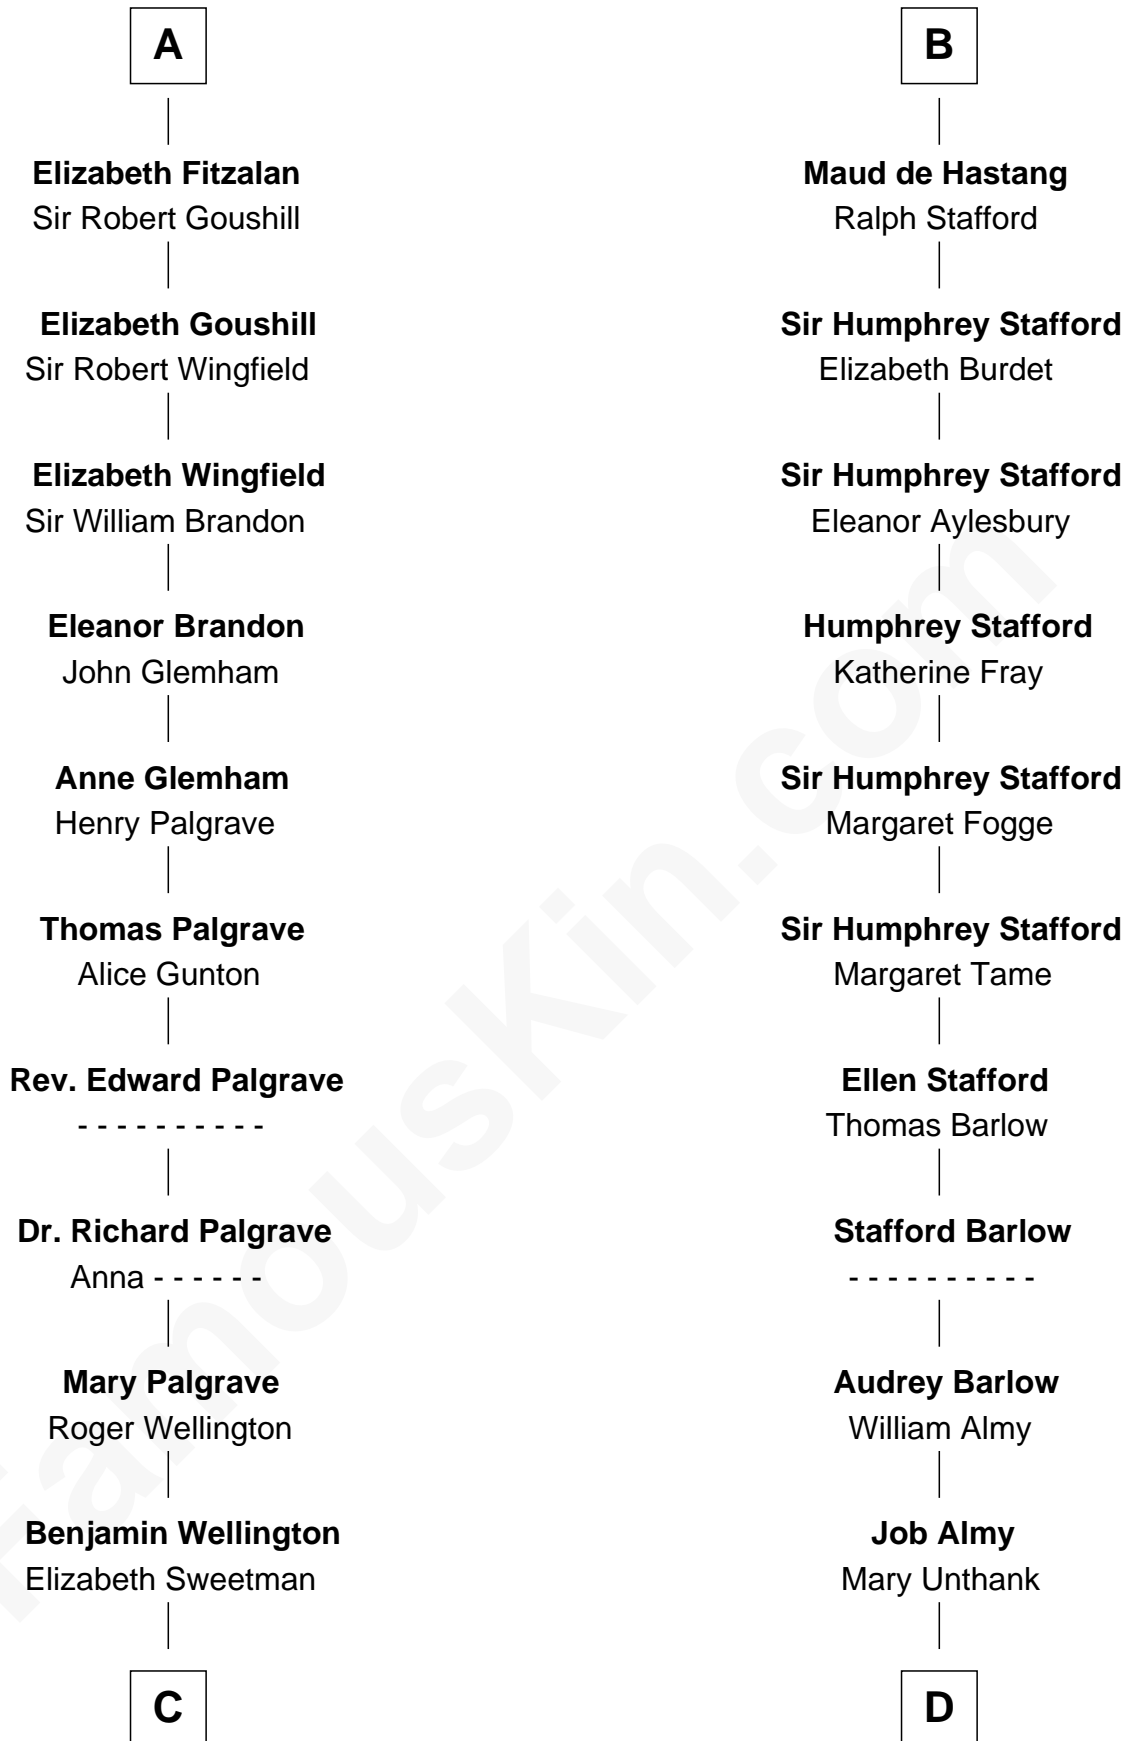 A
Elizabeth Fitzalan
Sir Robert Goushill
Elizabeth Goushill
Sir Robert Wingfield
Elizabeth Wingfield
Sir William Brandon
Eleanor Brandon
John Glemham
Anne Glemham
Henry Palgrave
Thomas Palgrave
Alice Gunton
Rev. Edward Palgrave
- - - - - - - - - -
Dr. Richard Palgrave
Anna - - - - - -
Mary Palgrave
Roger Wellington
Benjamin Wellington
Elizabeth Sweetman
C
B
Maud de Hastang
Ralph Stafford
Sir Humphrey Stafford
Elizabeth Burdet
Sir Humphrey Stafford
Eleanor Aylesbury
Humphrey Stafford
Katherine Fray
Sir Humphrey Stafford
Margaret Fogge
Sir Humphrey Stafford
Margaret Tame
Ellen Stafford
Thomas Barlow
Stafford Barlow
- - - - - - - - - -
Audrey Barlow
William Almy
Job Almy
Mary Unthank
D
FamousKin.com